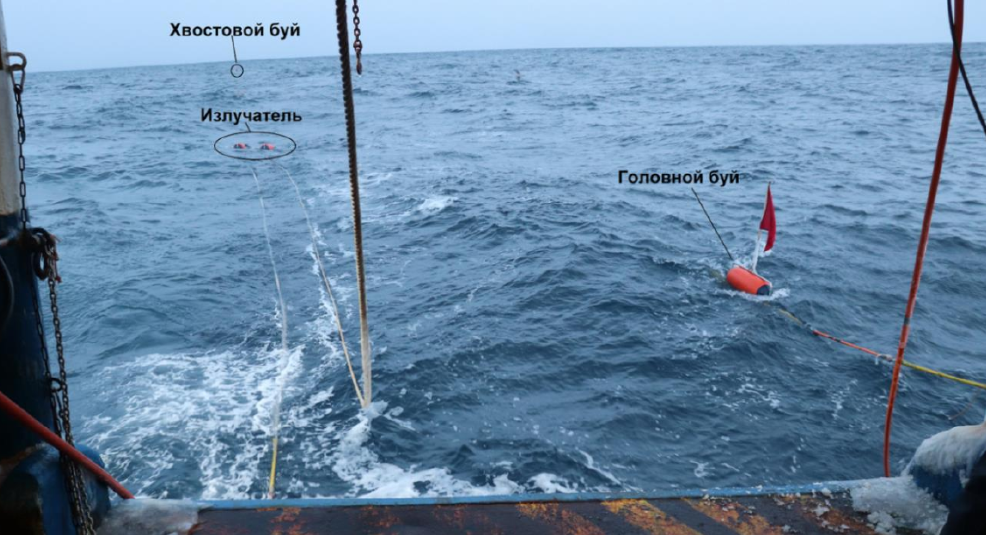 Хвостовой буй
Излучатель
Головной буй